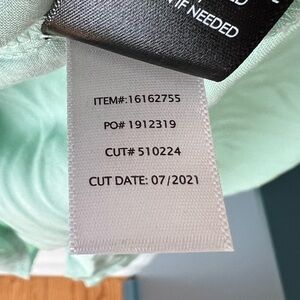 IF NEEDED
ITEM#:16162755
PO# 1912319
CUT# 510224
CUT DATE: 07/2021